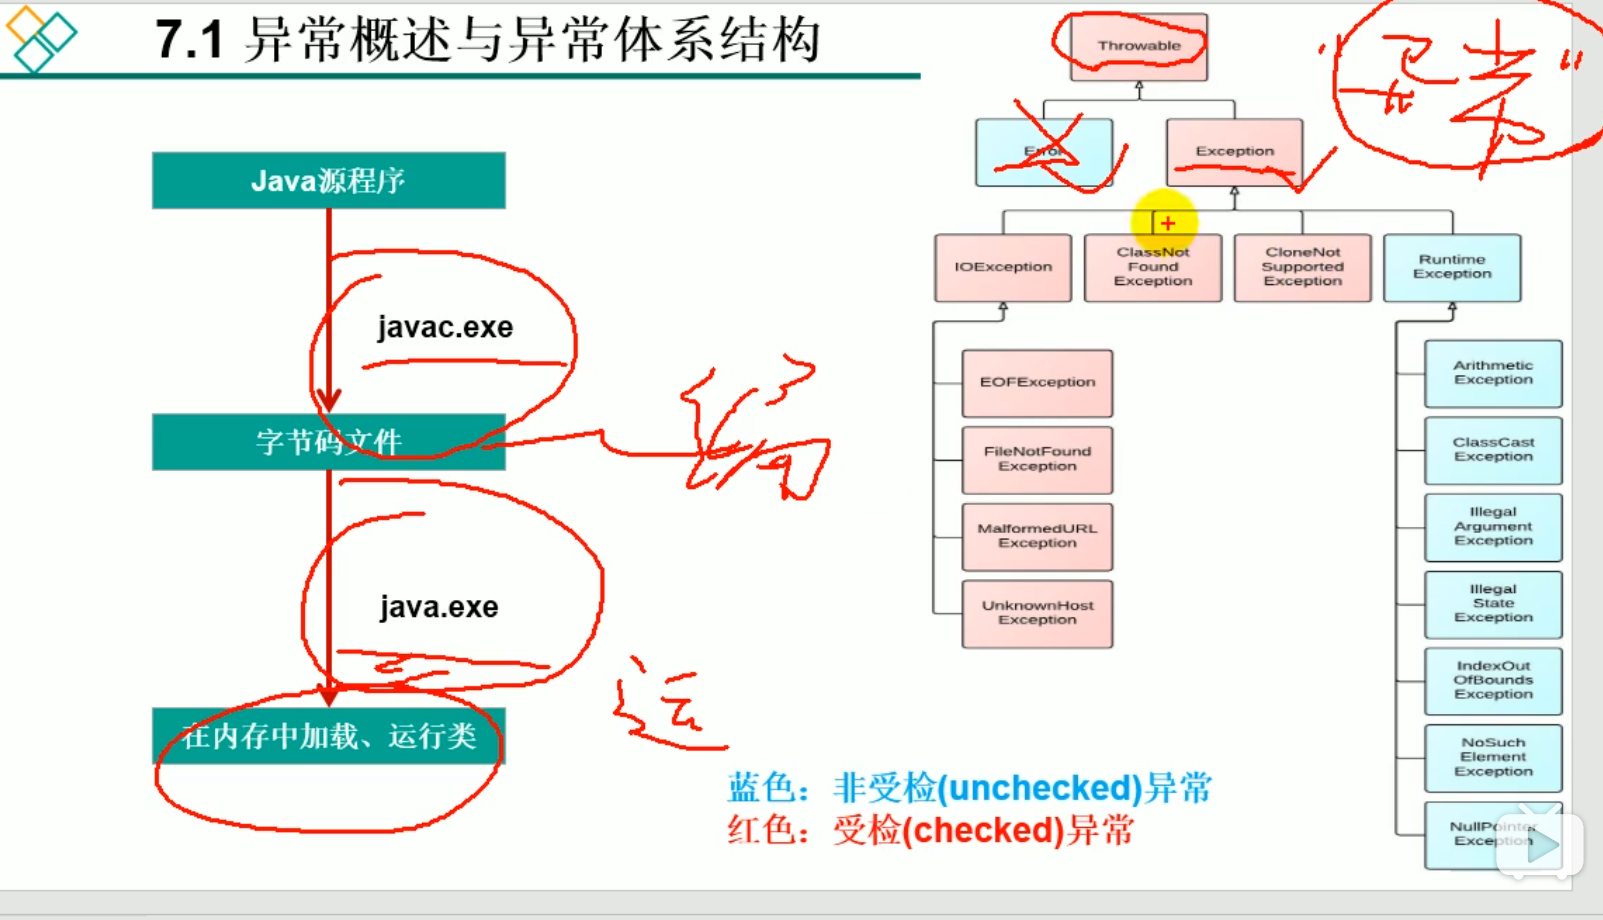 7.1 异常概述与异常体系结构
Java源程序
javac.exe
字节码文件
编
java.exe
运
在内存中加载、运行类
Throwable
"异常"
Error
Exception
IOException
ClassNot
Found
Exception
CloneNot
Supported
Exception
Runtime
Exception
EOFException
FileNotFound
Exception
MalformedURL
Exception
UnknownHost
Exception
Arithmetic
Exception
ClassCast
Exception
Illegal
Argument
Exception
Illegal
State
Exception
IndexOut
OfBounds
Exception
NoSuch
Element
Exception
NullPointer
Exception
蓝色：非受检(unchecked)异常
红色：受检(checked)异常